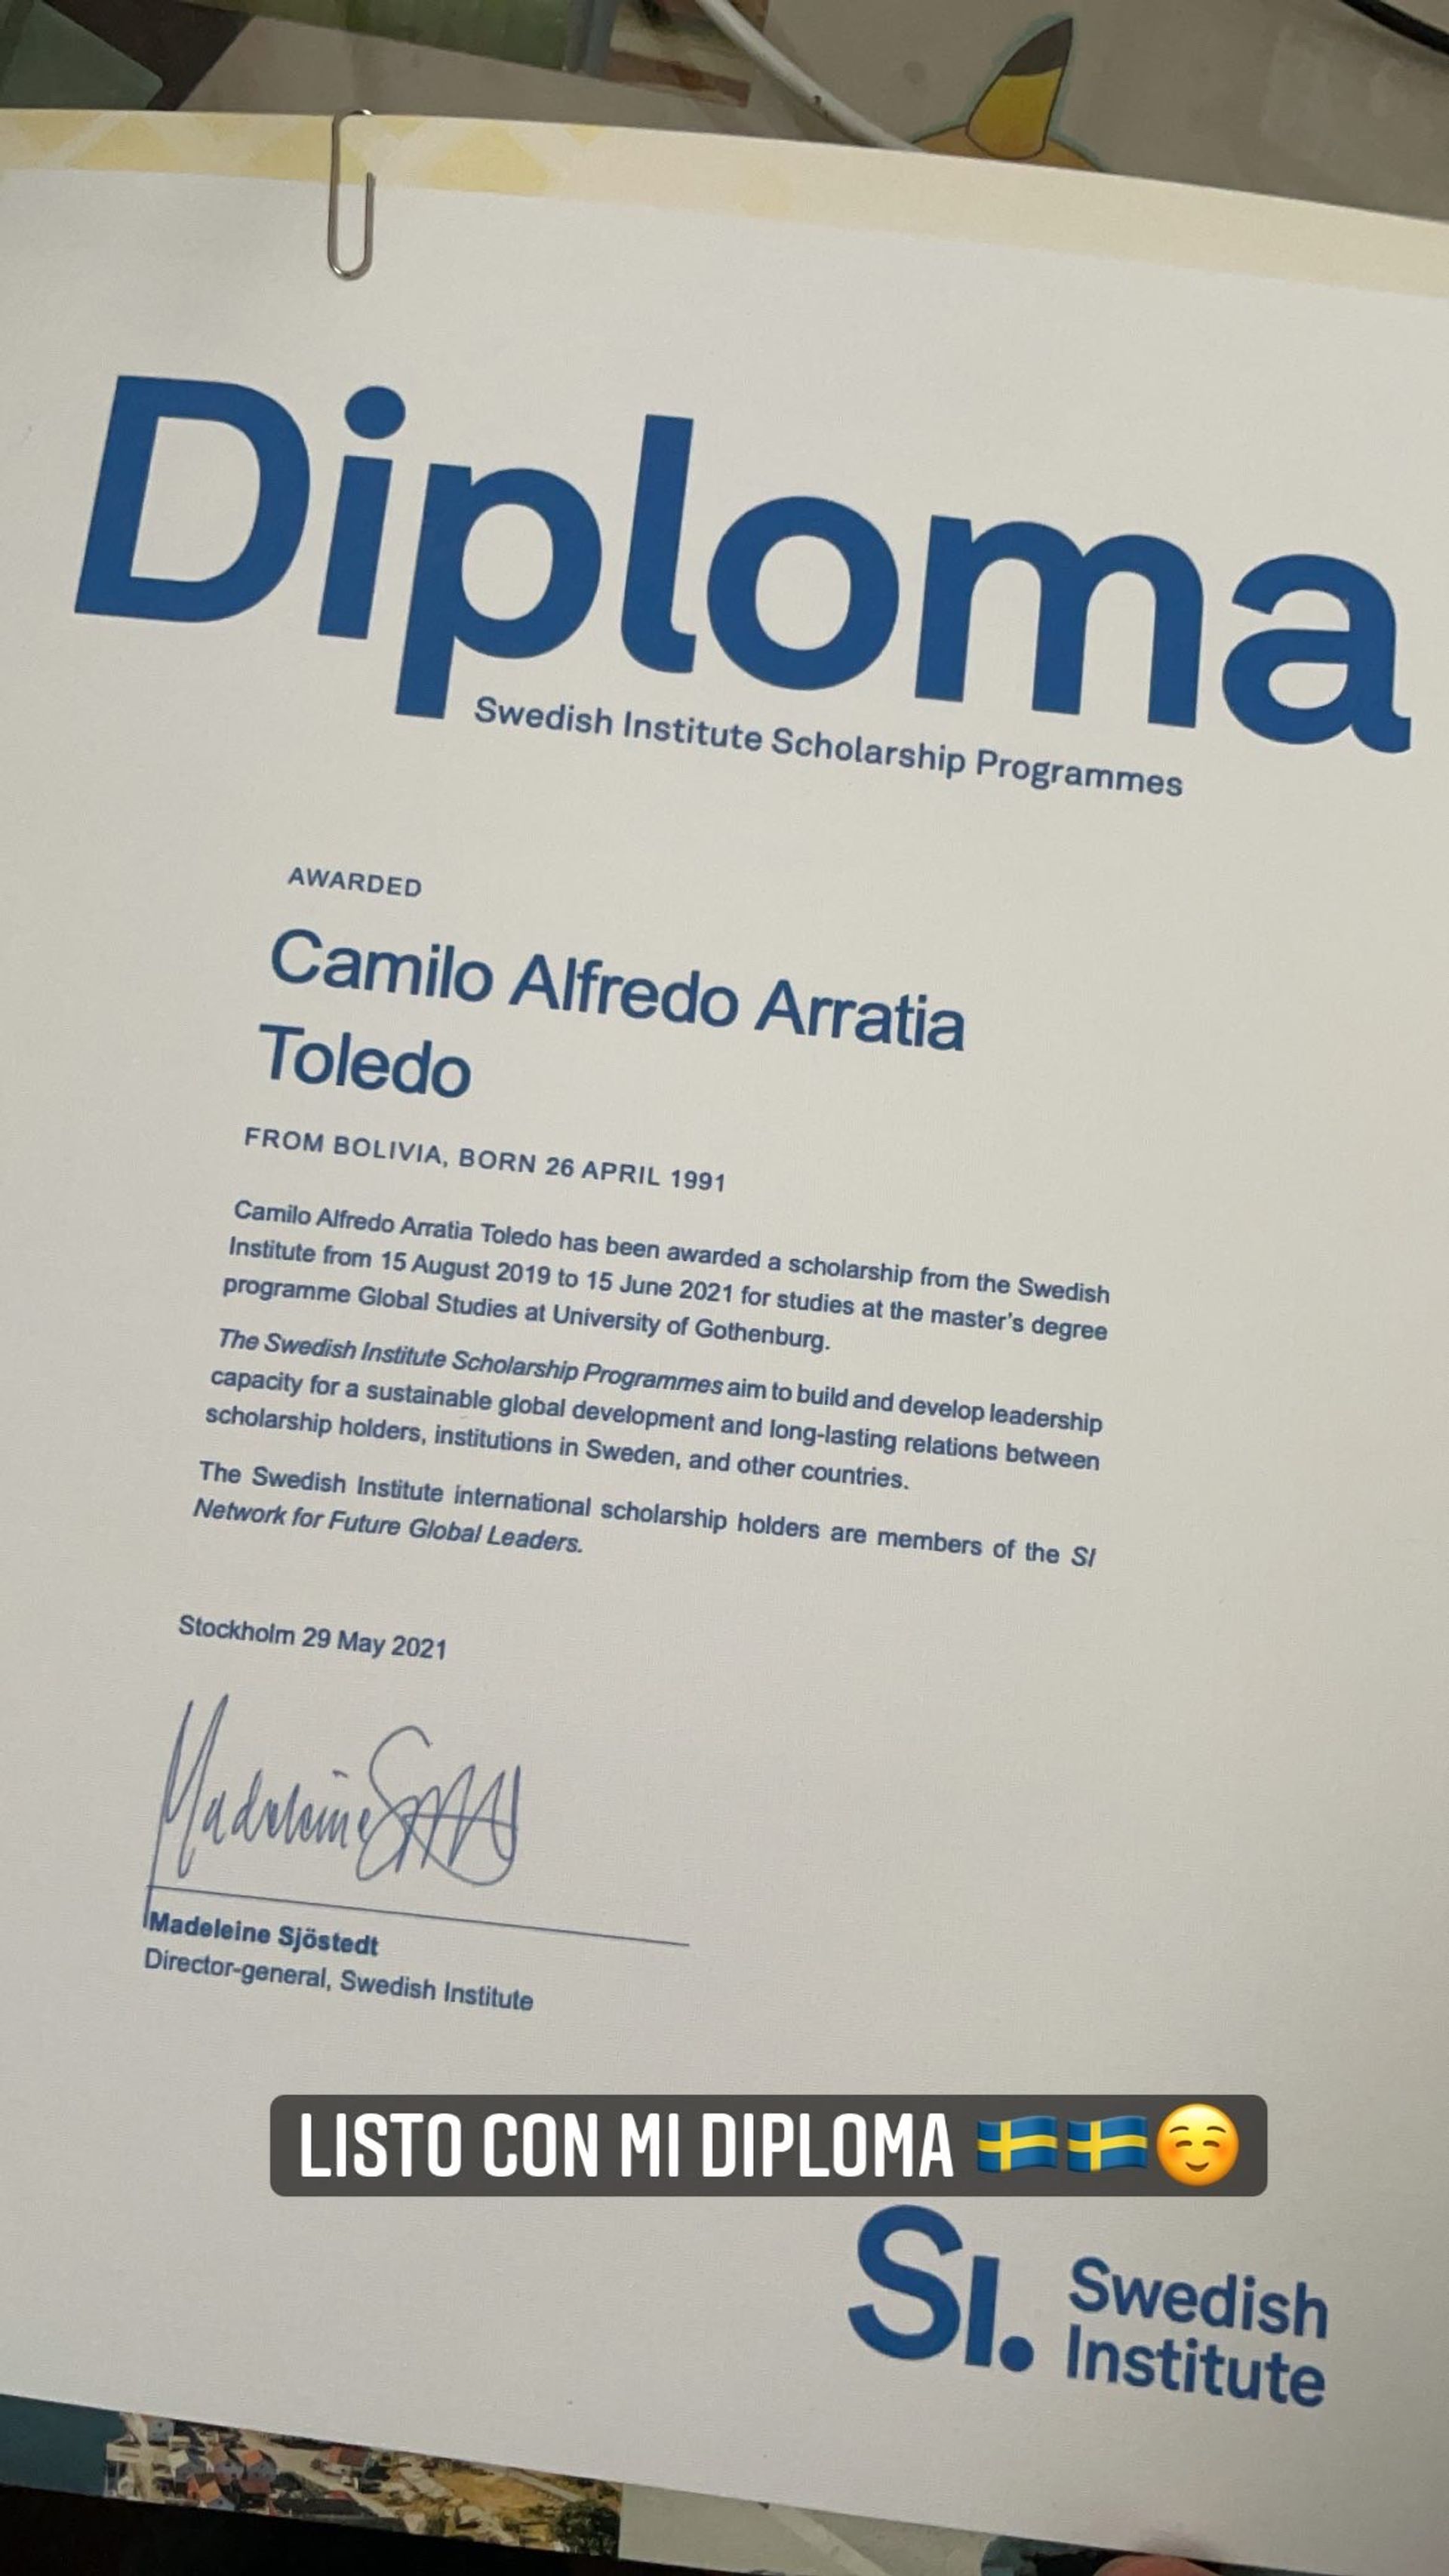 Diploma
Swedish Institute Scholarship Programmes
AWARDED
Camilo Alfredo Arratia
Toledo
FROM BOLIVIA, BORN 26 APRIL 1991
Camilo Alfredo Arratia Toledo has been awarded a scholarship from the Swedish
Institute from 15 August 2019 to 15 June 2021 for studies at the master's degree
programme Global Studies at University of Gothenburg.
The Swedish Institute Scholarship Programmes aim to build and develop leadership
capacity for a sustainable global development and long-lasting relations between
scholarship holders, institutions in Sweden, and other countries.
The Swedish Institute international scholarship holders are members of the SI
Network for Future Global Leaders.
Stockholm 29 May 2021
Madeleine Sjöstedt
Director-general, Swedish Institute
LISTO CON MI DIPLOMA 🇸🇪🇸🇪☺️
SI. Swedish
Institute